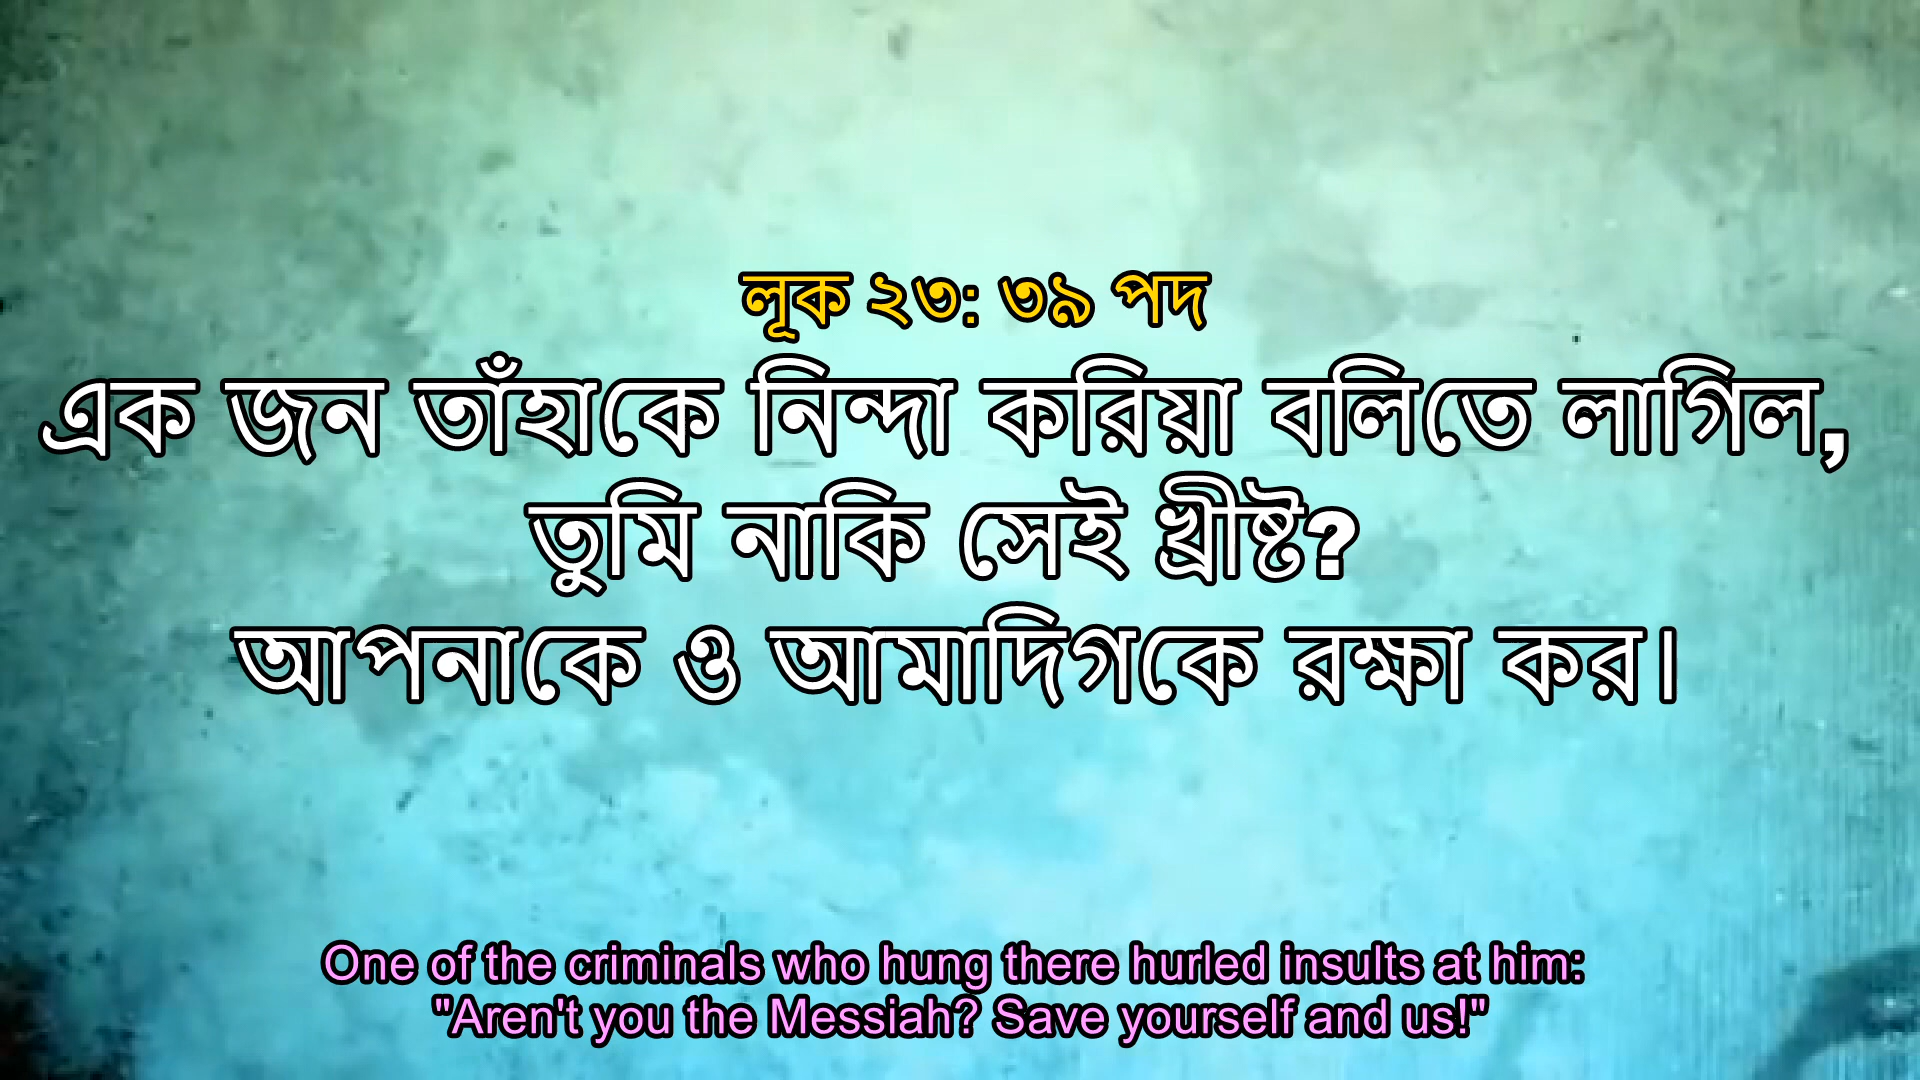 লূক ২৩: ৩৯ পদ
এক জন তাঁহাকে নিন্দা করিয়া বলিতে লাগিল,
তুমি নাকি সেই খ্রীষ্ট?
আপনাকে ও আমাদিগকে রক্ষা কর।
One of the criminals who hung there hurled insults at him:
"Aren't you the Messiah? Save yourself and us!"